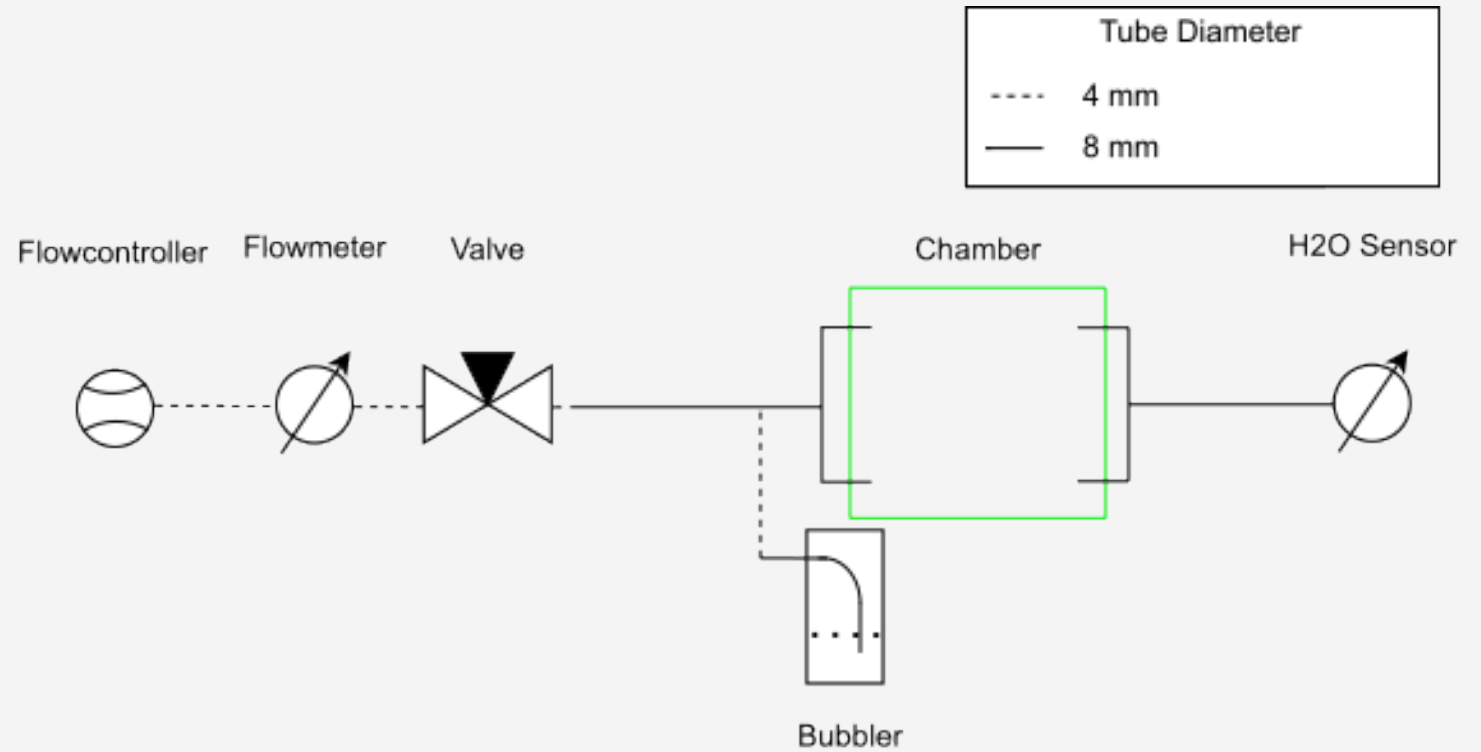 Tube Diameter
4 mm
8 mm
Flowcontroller
Flowmeter
Valve
Chamber
H2O Sensor
Bubbler